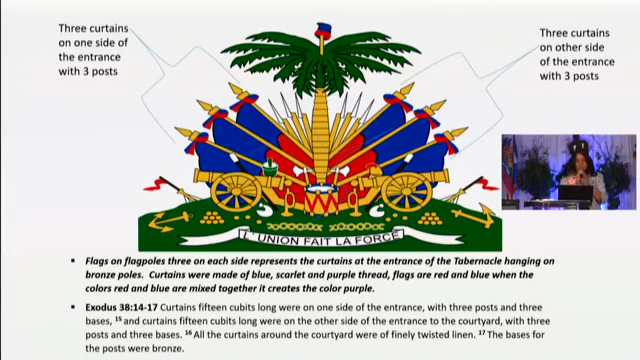 Three curtains
on one side of
the entrance
with 3 posts
Three curtains
on other side
of the entrance
with 3 posts
L'UNION FAIT LA FORCE
▪ Flags on flagpoles three on each side represents the curtains at the entrance of the Tabernacle hanging on
bronze poles. Curtains were made of blue, scarlet and purple thread, flags are red and blue when the
colors red and blue are mixed together it creates the color purple.
▪ Exodus 38:14-17 Curtains fifteen cubits long were on one side of the entrance, with three posts and three
bases, 15 and curtains fifteen cubits long were on the other side of the entrance to the courtyard, with three
posts and three bases. 16 All the curtains around the courtyard were of finely twisted linen. 17 The bases for
the posts were bronze.